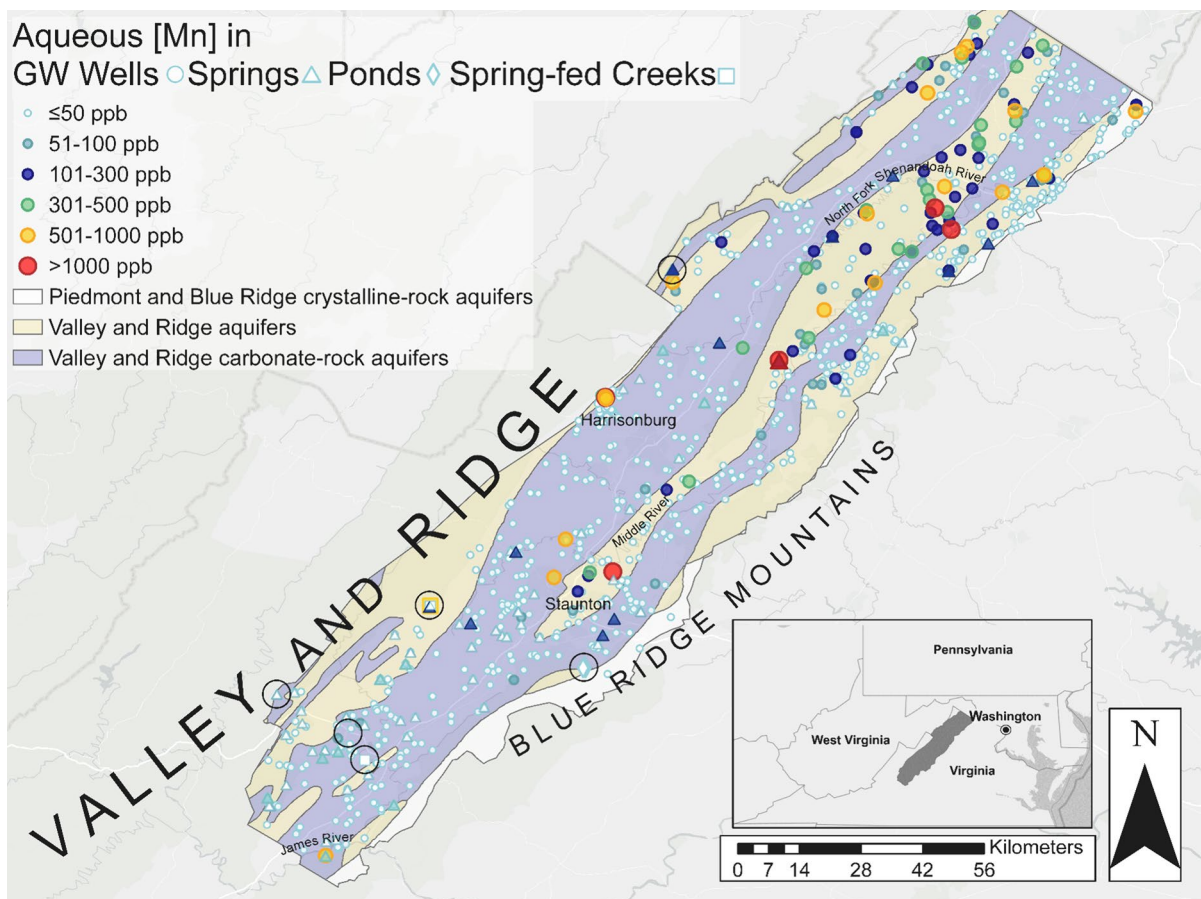 Aqueous [Mn] in
GW Wells Springs Ponds Spring-fed Creeks
≤50 ppb
51-100 ppb
101-300 ppb
301-500 ppb
501-1000 ppb
>1000 ppb
Piedmont and Blue Ridge crystalline-rock aquifers
Valley and Ridge aquifers
Valley and Ridge carbonate-rock aquifers
North Fork Shenandoah River
Harrisonburg
VALLEY AND RIDGE
Middle River
Staunton
BLUE RIDGE MOUNTAINS
James River
Pennsylvania
Washington
West Virginia
Virginia
N
Kilometers
0 7 14 28 42 56